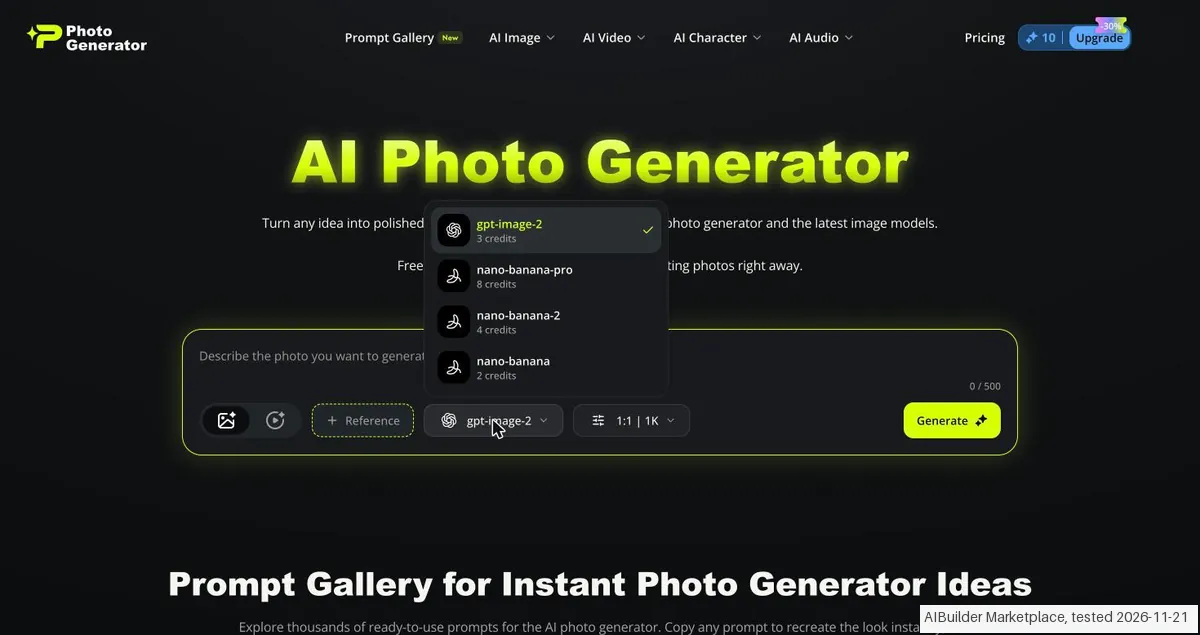 Photo
Generator
Prompt Gallery New AI Image AI Video AI Character AI Audio Pricing 10 Upgrade -30%
AI Photo Generator
Turn any idea into polished photo generator and the latest image models.
Free ting photos right away.
gpt-image-2
3 credits
nano-banana-pro
8 credits
nano-banana-2
4 credits
nano-banana
2 credits
Describe the photo you want to generat
0 / 500
+ Reference gpt-image-2 1:1 | 1K Generate
Prompt Gallery for Instant Photo Generator Ideas
Explore thousands of ready-to-use prompts for the AI photo generator. Copy any prompt to recreate the look insta
AIBuilder Marketplace, tested 2026-11-21